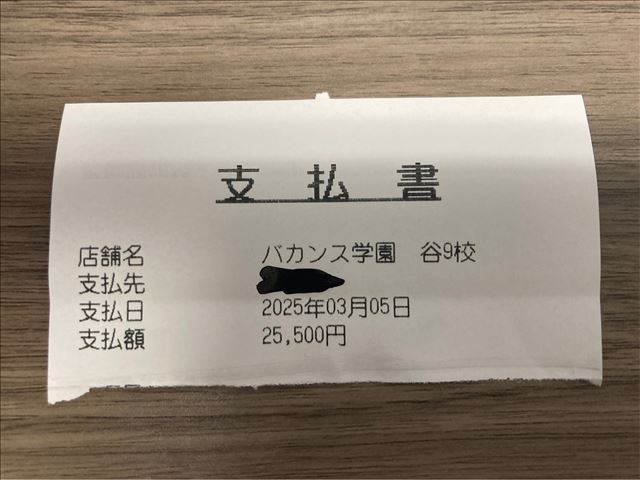 支払書
店舗名 バカンス学園 谷9校
支払先
支払日 2025年03月05日
支払額 25,500円